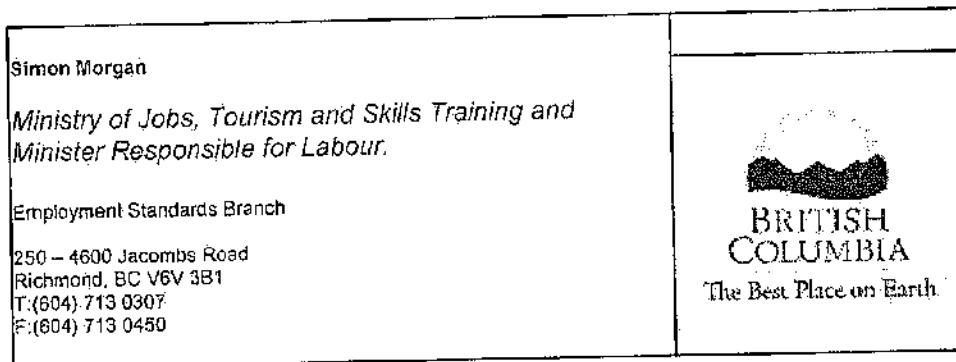 Simon Morgan
Ministry of Jobs, Tourism and Skills Training and
Minister Responsible for Labour.
Employment Standards Branch
250 – 4600 Jacombs Road
Richmond, BC V6V 3B1
T:(604) 713 0307
F:(604) 713 0450
BRITISH
COLUMBIA
The Best Place on Earth